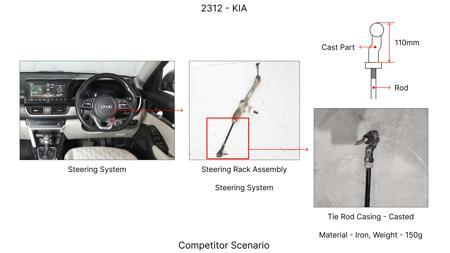 2312 - KIA
Cast Part
110mm
Rod
Steering System
Steering Rack Assembly
Steering System
Tie Rod Casing - Casted
Material - Iron, Weight - 150g
Competitor Scenario